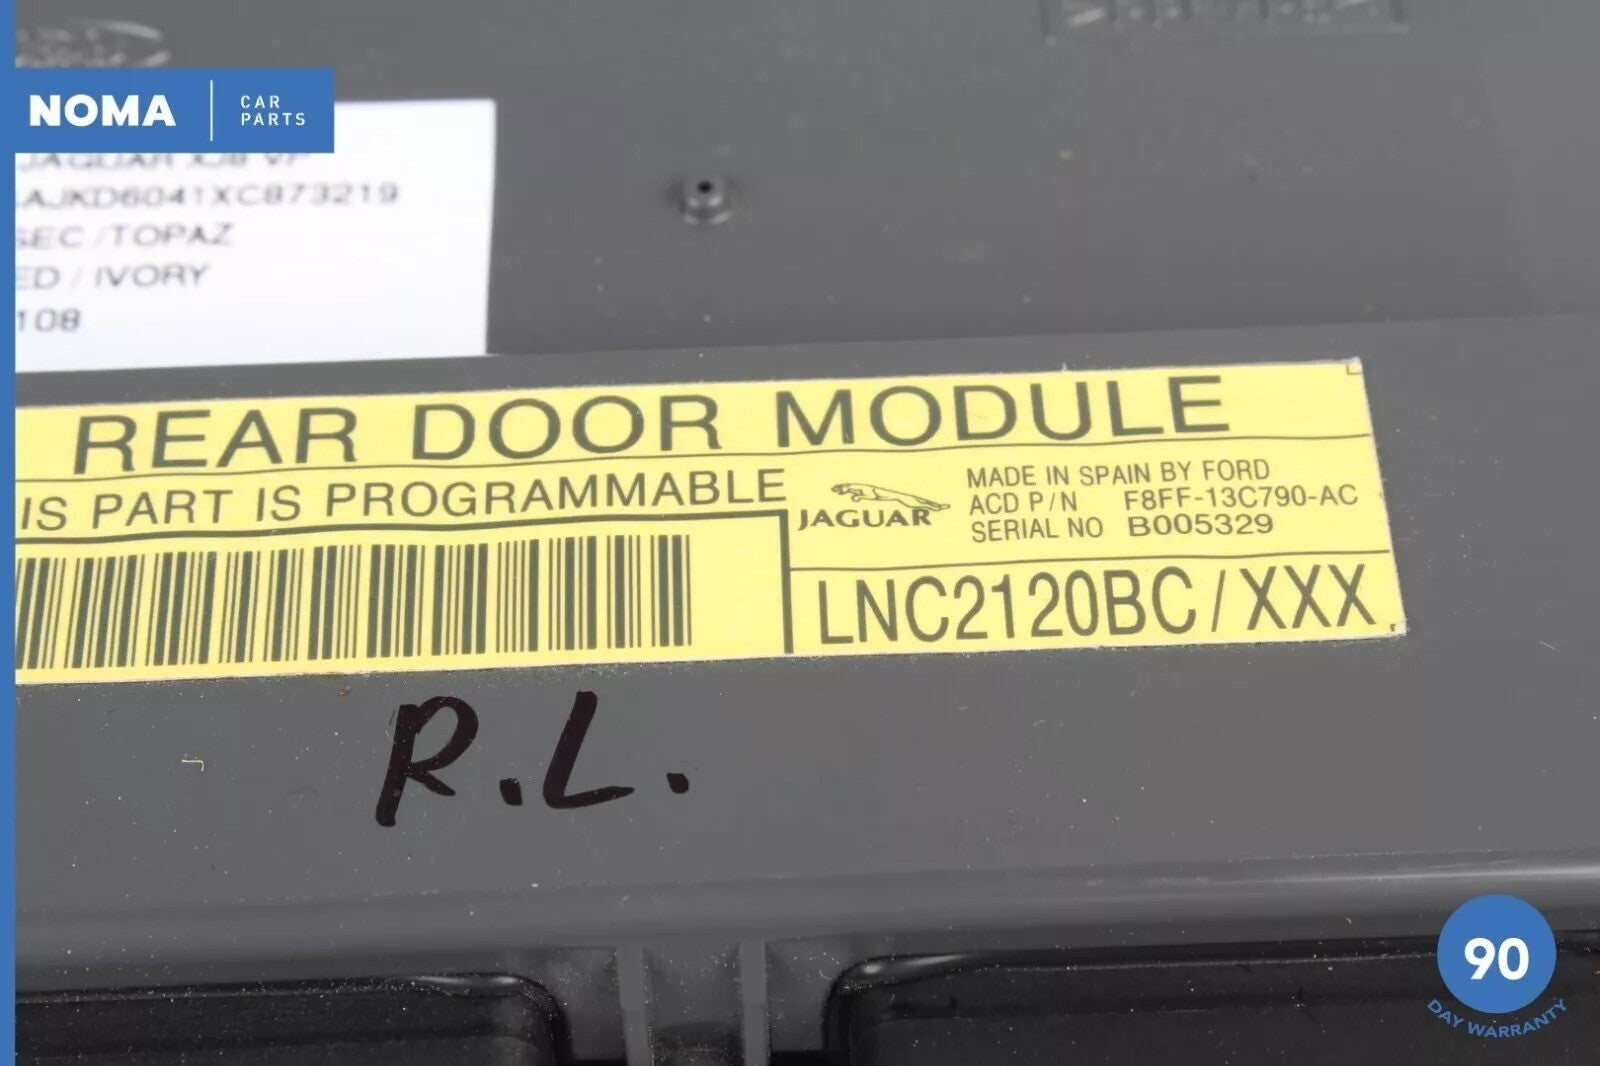 NOMA
CAR
PARTS
JAGUAR XJ8 VP
AJKD6041XC873219
SEC /TOPAZ
ED / IVORY
108
REAR DOOR MODULE
IS PART IS PROGRAMMABLE
JAGUAR
MADE IN SPAIN BY FORD
ACD P/N F8FF-13C790-AC
SERIAL NO B005329
LNC2120BC/XXX
R.L.
90
DAY WARRANTY